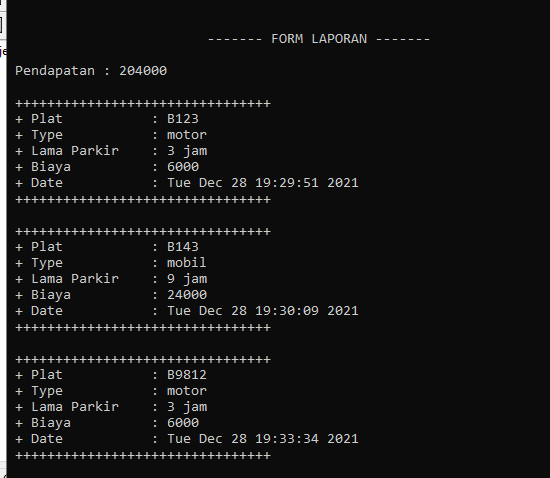 ------- FORM LAPORAN -------
Pendapatan : 204000
++++++++++++++++++++++++++++++++
+ Plat           : B123
+ Type           : motor
+ Lama Parkir    : 3 jam
+ Biaya          : 6000
+ Date           : Tue Dec 28 19:29:51 2021
++++++++++++++++++++++++++++++++
++++++++++++++++++++++++++++++++
+ Plat           : B143
+ Type           : mobil
+ Lama Parkir    : 9 jam
+ Biaya          : 24000
+ Date           : Tue Dec 28 19:30:09 2021
++++++++++++++++++++++++++++++++
++++++++++++++++++++++++++++++++
+ Plat           : B9812
+ Type           : motor
+ Lama Parkir    : 3 jam
+ Biaya          : 6000
+ Date           : Tue Dec 28 19:33:34 2021
++++++++++++++++++++++++++++++++